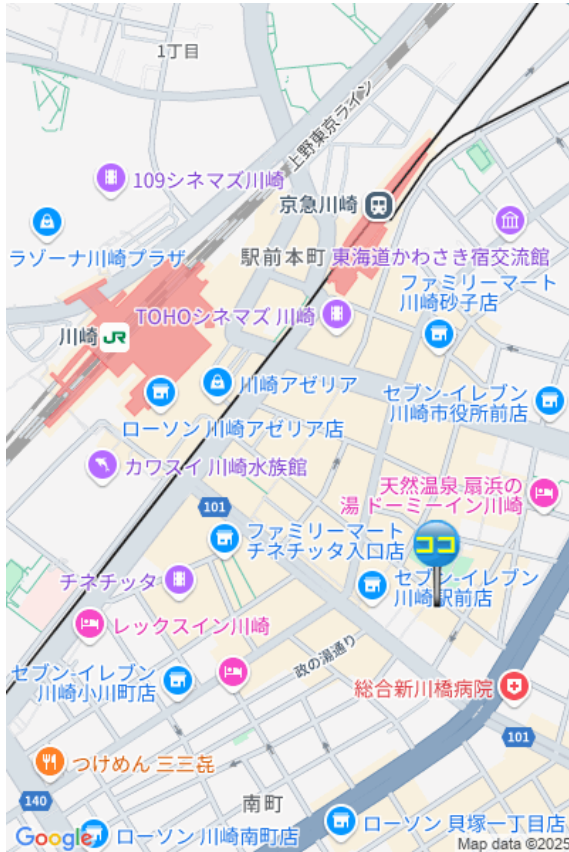 1丁目
上野東京ライン
109シネマズ川崎
京急川崎
ラゾーナ川崎プラザ
駅前本町
東海道かわさき宿交流館
ファミリーマート
川崎砂子店
TOHOシネマズ 川崎
川崎
JR
川崎アゼリア
セブン-イレブン
川崎市役所前店
ローソン 川崎アゼリア店
カワスイ 川崎水族館
天然温泉 扇浜の
湯 ドーミーイン川崎
101
ファミリーマート
チネチッタ入口店
ココ
チネチッタ
セブン-イレブン
川崎駅前店
レックスイン川崎
政の湯通り
セブン-イレブン
川崎小川町店
総合新川橋病院
101
つけめん 三三㐂
140
南町
Google
ローソン 川崎南町店
ローソン 貝塚一丁目店
Map data ©2025